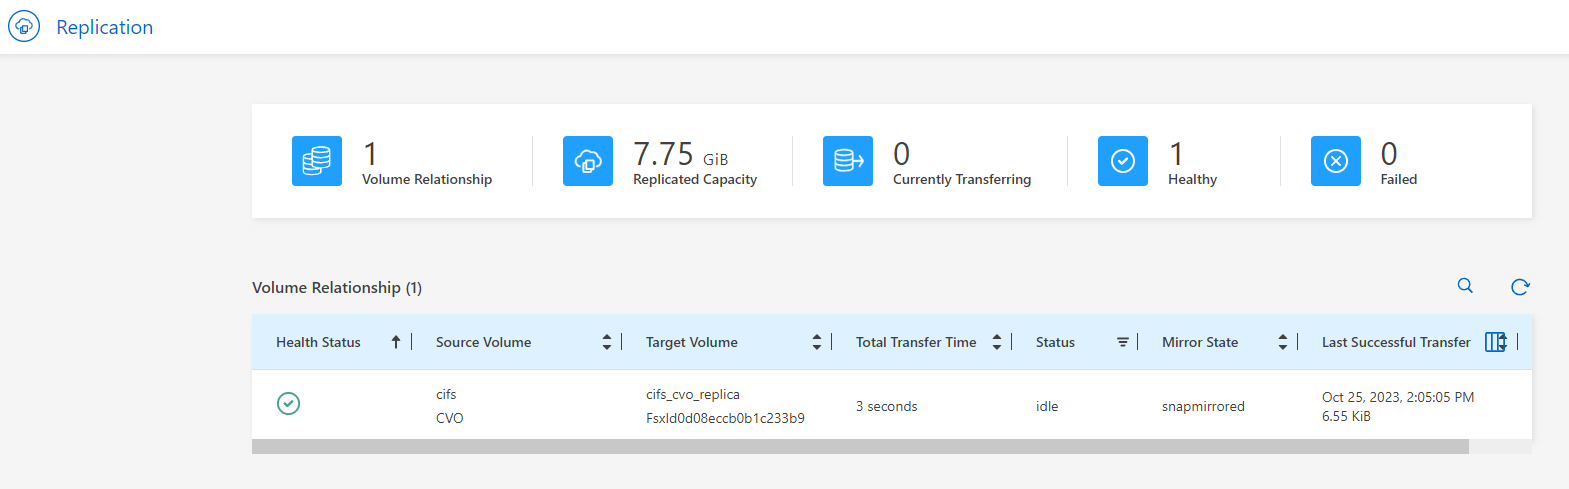 Replication
1
Volume Relationship
7.75 GiB
Replicated Capacity
0
Currently Transferring
1
Healthy
0
Failed
Volume Relationship (1)
Health Status Source Volume Target Volume Total Transfer Time Status Mirror State Last Successful Transfer
cifs cifs_cvo_replica 3 seconds idle snapmirrored Oct 25, 2023, 2:05:05 PM
CVO FsxId0d08eccb0b1c233b9 6.55 KiB